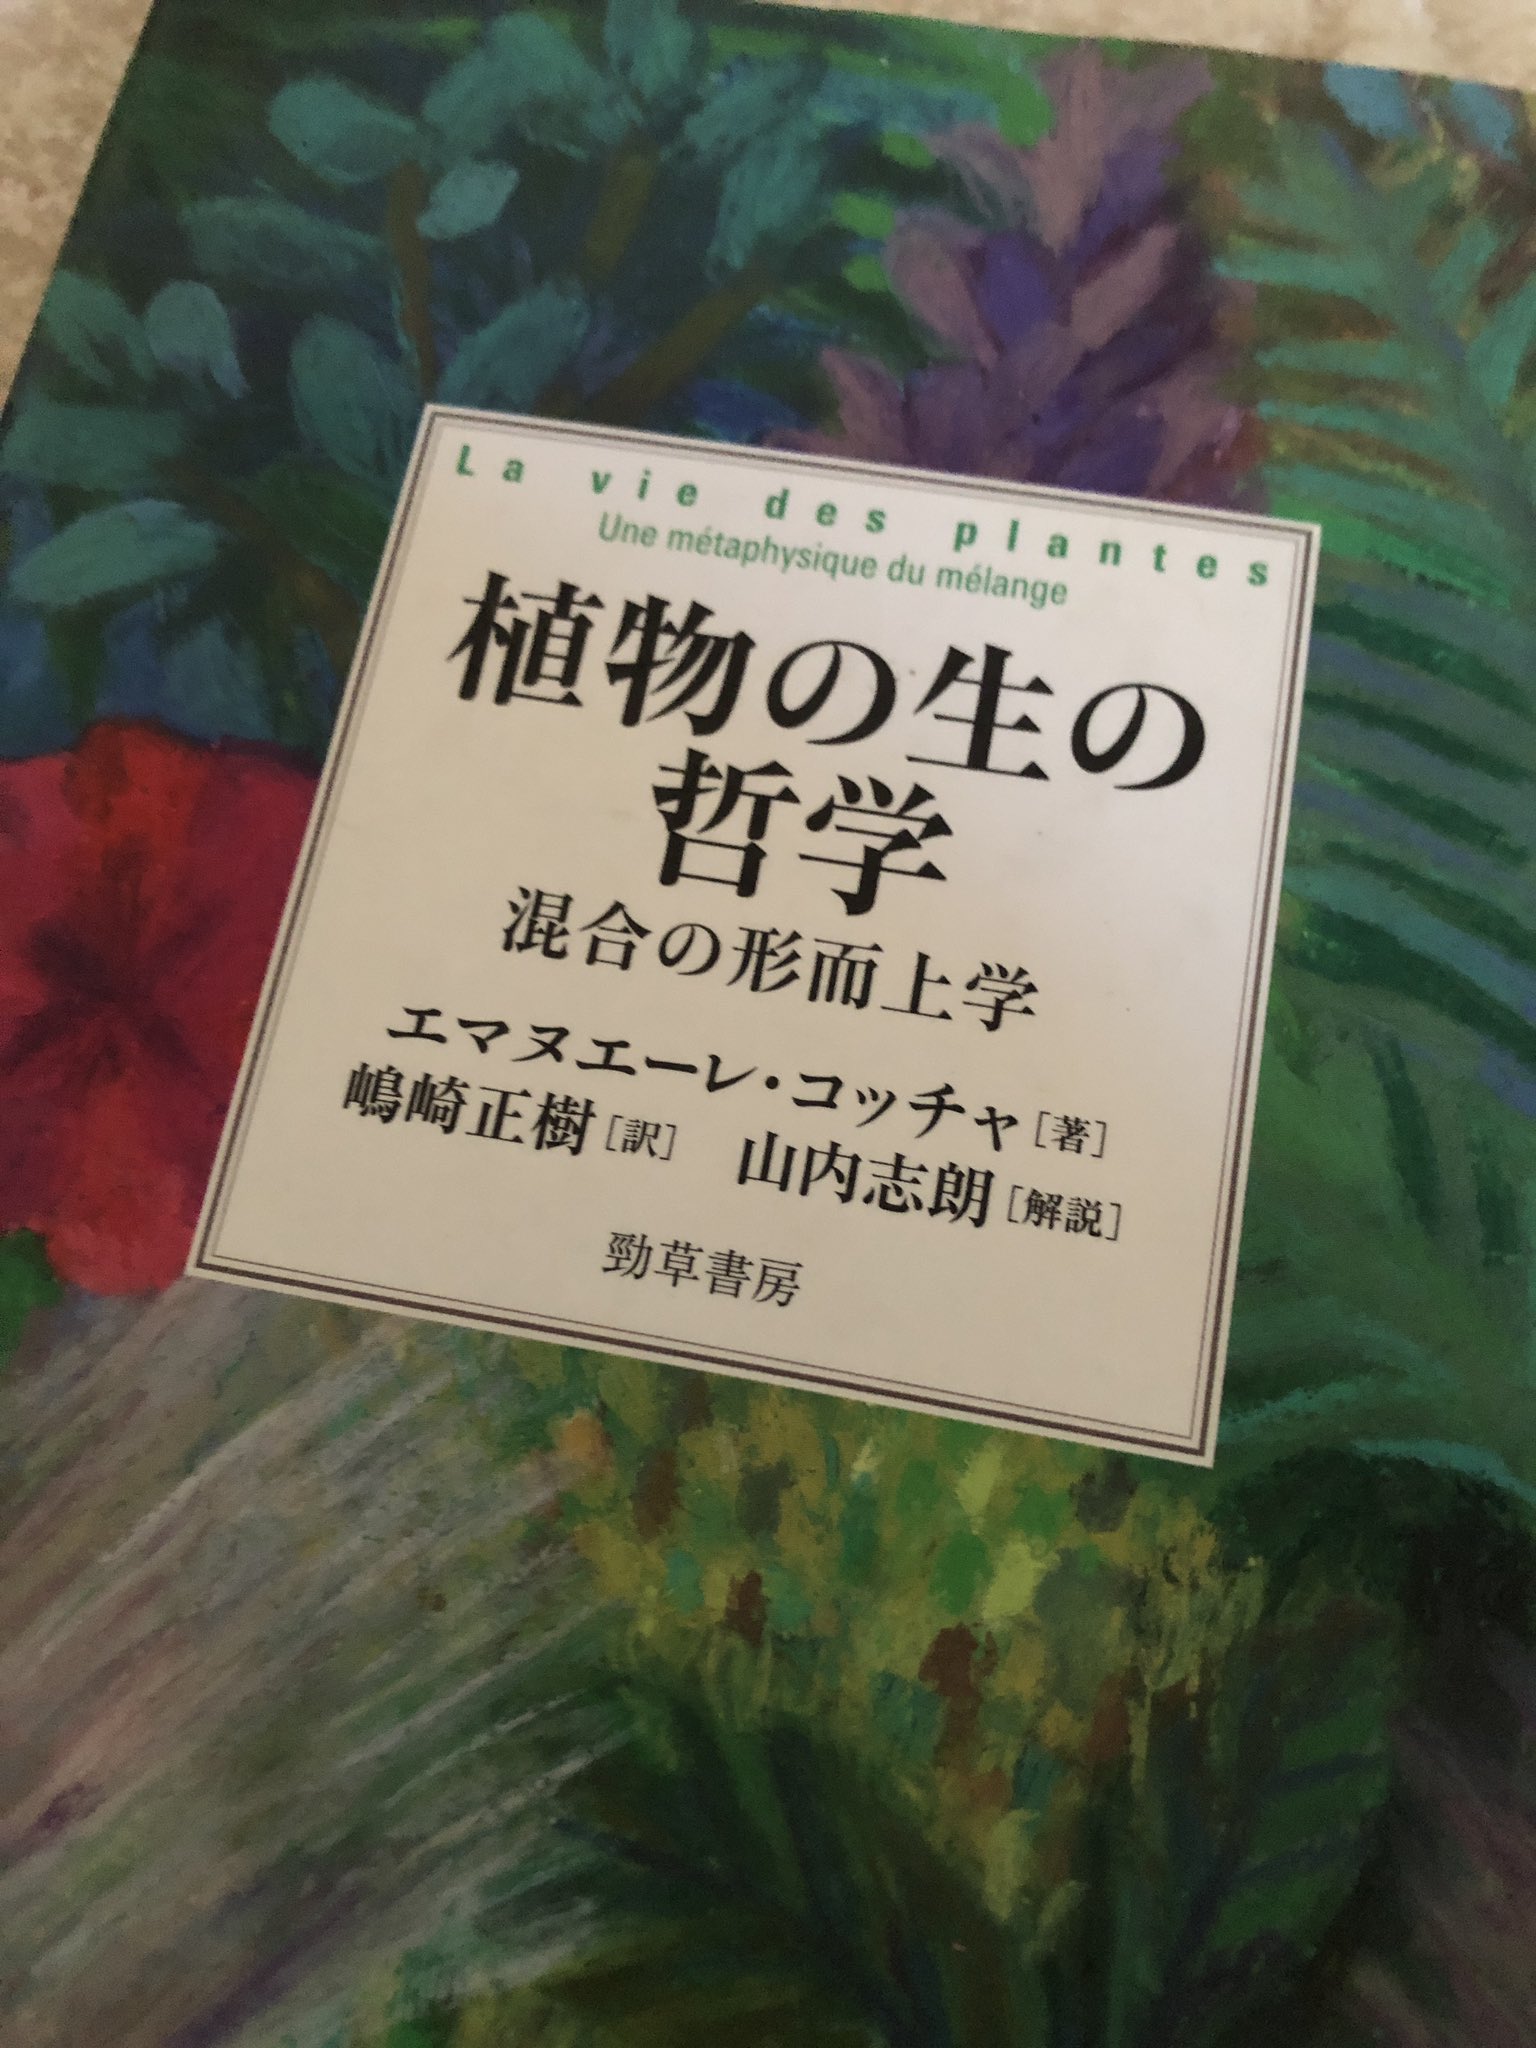 La vie des plantes
Une métaphysique du mélange
植物の生の
哲学
混合の形而上学
エマヌエーレ・コッチャ［著］
嶋崎正樹［訳］ 山内志朗［解説］
勁草書房